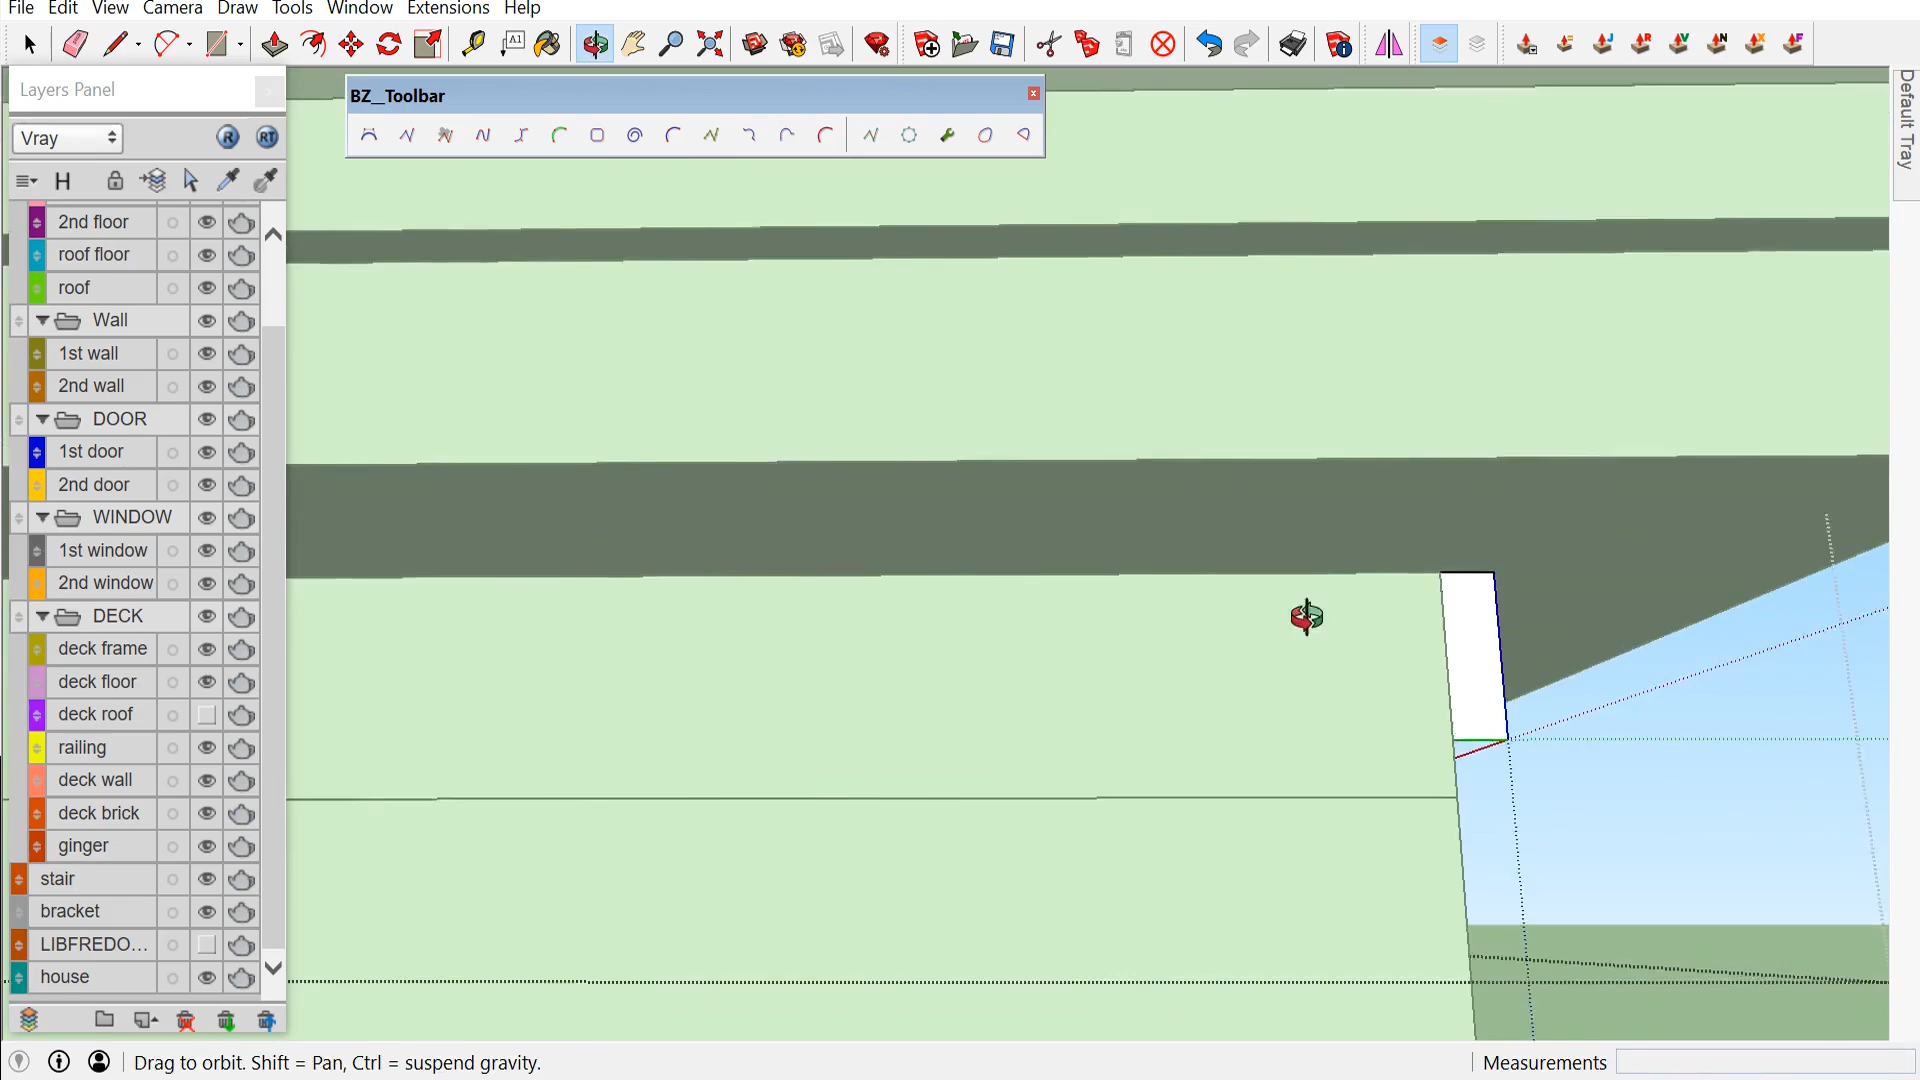 File Edit View Camera Draw Tools Window Extensions Help
A1
Layers Panel
BZ__Toolbar
Default Tray
Vray
R RT
H
2nd floor
roof floor
roof
Wall
1st wall
2nd wall
DOOR
1st door
2nd door
WINDOW
1st window
2nd window
DECK
deck frame
deck floor
deck roof
railing
deck wall
deck brick
ginger
stair
bracket
LIBFREDO...
house
Drag to orbit. Shift = Pan, Ctrl = suspend gravity.
Measurements